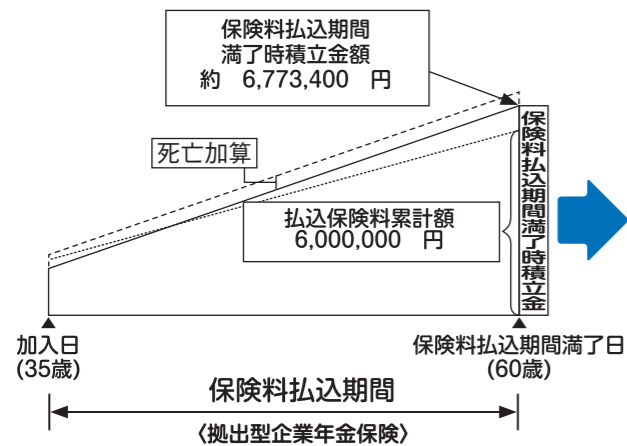 保険料払込期間
満了時積立金額
約 6,773,400 円
死亡加算
払込保険料累計額
6,000,000 円
保険料払込期間満了時積立金
加入日
(35歳)
保険料払込期間満了日
(60歳)
保険料払込期間
〈拠出型企業年金保険〉